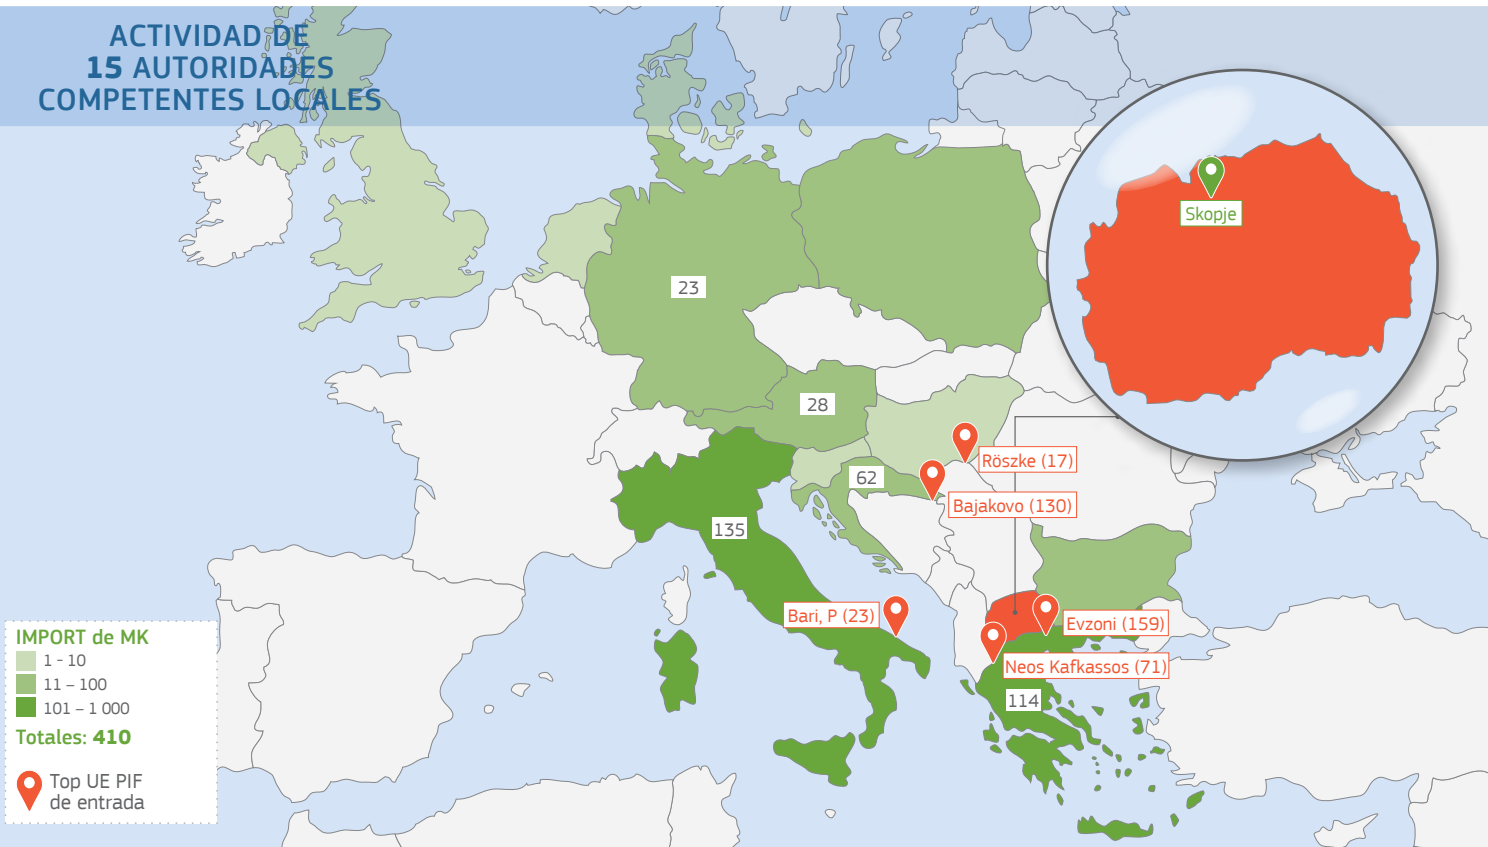 ACTIVIDAD DE
15 AUTORIDADES
COMPETENTES LOCALES
Skopje
23
28
Röszke (17)
62
Bajakovo (130)
135
Bari, P (23)
Evzoni (159)
Neos Kafkassos (71)
114
IMPORT de MK
1 - 10
11 – 100
101 – 1 000
Totales: 410
Top UE PIF
de entrada